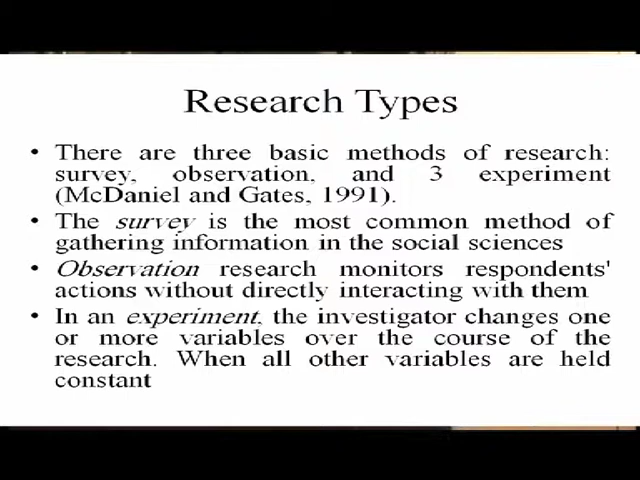 Research Types
• There are three basic methods of research:
survey, observation, and 3 experiment
(McDaniel and Gates, 1991).
• The survey is the most common method of
gathering information in the social sciences
• Observation research monitors respondents'
actions without directly interacting with them
• In an experiment, the investigator changes one
or more variables over the course of the
research. When all other variables are held
constant